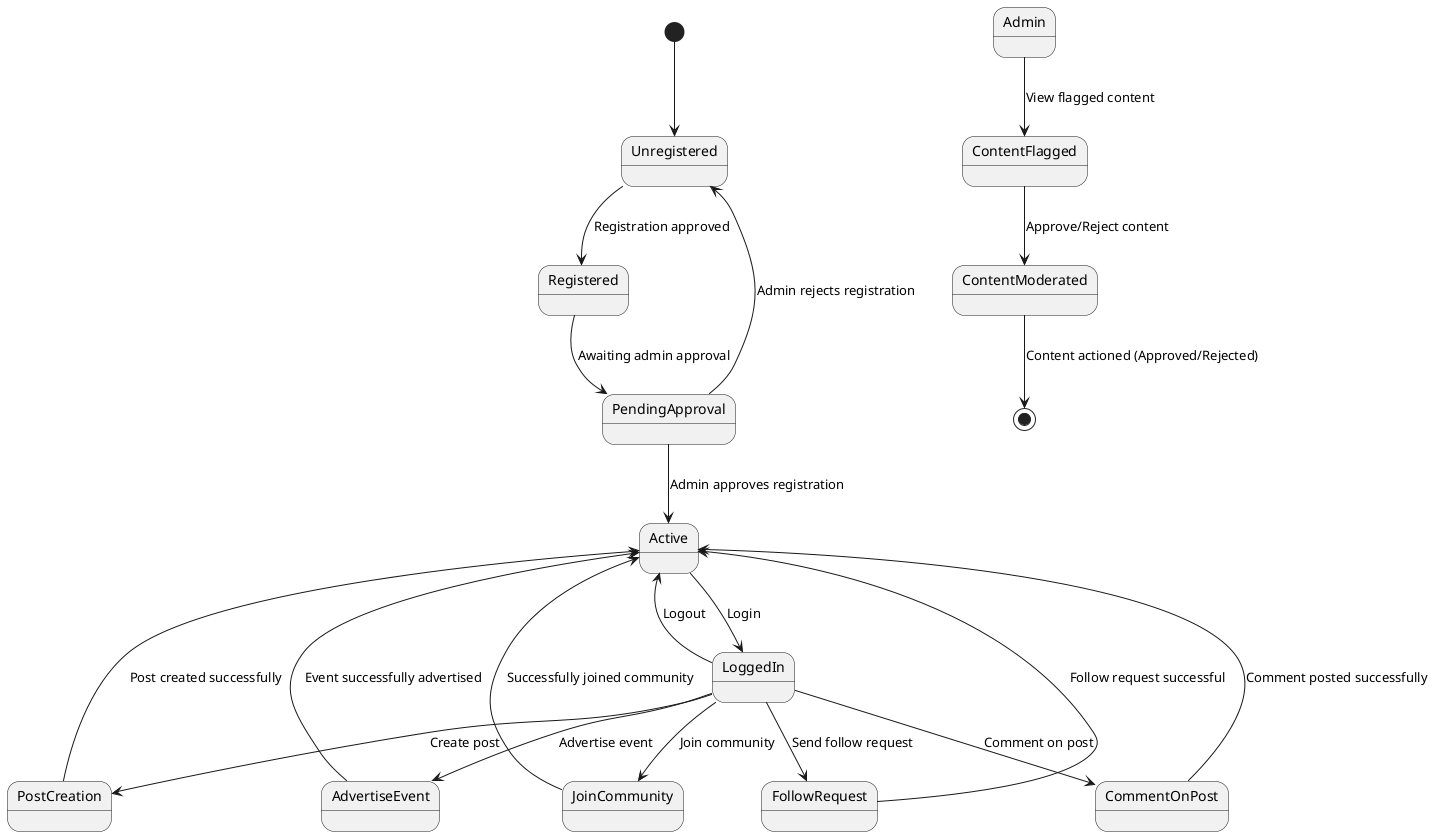 Admin
View flagged content
Unregistered
ContentFlagged
Registration approved
Approve/Reject content
Registered
Admin rejects registration
ContentModerated
Awaiting admin approval
Content actioned (Approved/Rejected)
PendingApproval
Admin approves registration
Active
Logout
Login
LoggedIn
Post created successfully
Event successfully advertised
Successfully joined community
Follow request successful
Comment posted successfully
Create post
Advertise event
Join community
Send follow request
Comment on post
PostCreation
AdvertiseEvent
JoinCommunity
FollowRequest
CommentOnPost